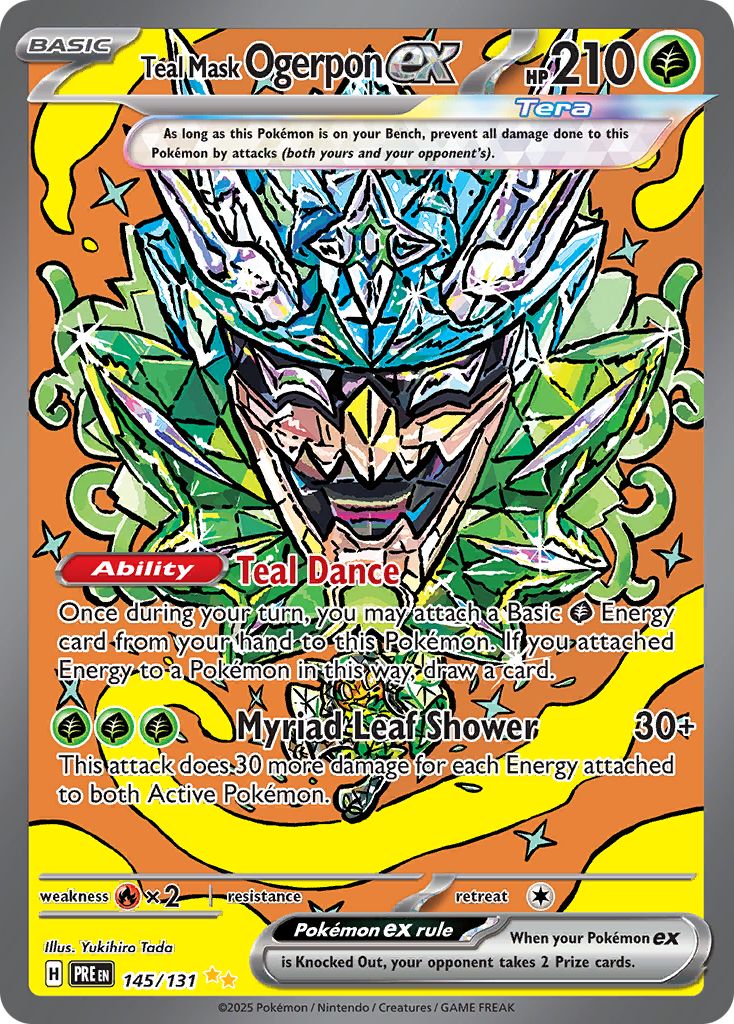 BASIC
Teal Mask Ogerpon ex HP 210
Tera
As long as this Pokémon is on your Bench, prevent all damage done to this
Pokémon by attacks (both yours and your opponent's).
Ability Teal Dance
Once during your turn, you may attach a Basic Energy
card from your hand to this Pokémon. If you attached
Energy to a Pokémon in this way, draw a card.
Myriad Leaf Shower 30+
This attack does 30 more damage for each Energy attached
to both Active Pokémon.
weakness ×2 resistance retreat
Illus. Yukihiro Tada
Pokémon ex rule When your Pokémon ex
is Knocked Out, your opponent takes 2 Prize cards.
H PRE EN 145/131
©2025 Pokémon / Nintendo / Creatures / GAME FREAK